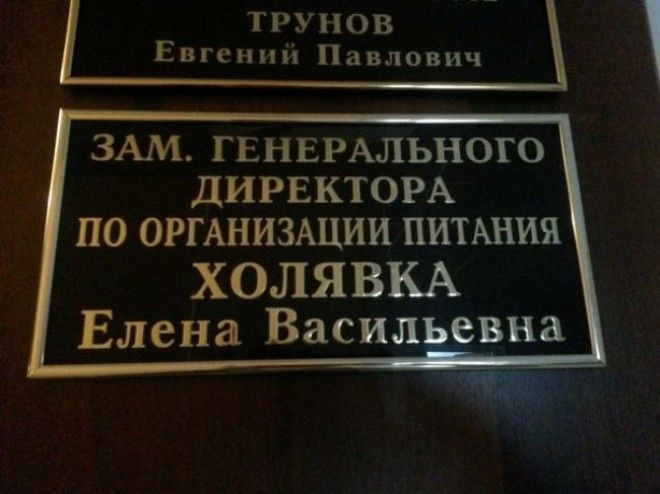 ТРУНОВ
Евгений Павлович
ЗАМ. ГЕНЕРАЛЬНОГО
ДИРЕКТОРА
ПО ОРГАНИЗАЦИИ ПИТАНИЯ
ХОЛЯВКА
Елена Васильевна